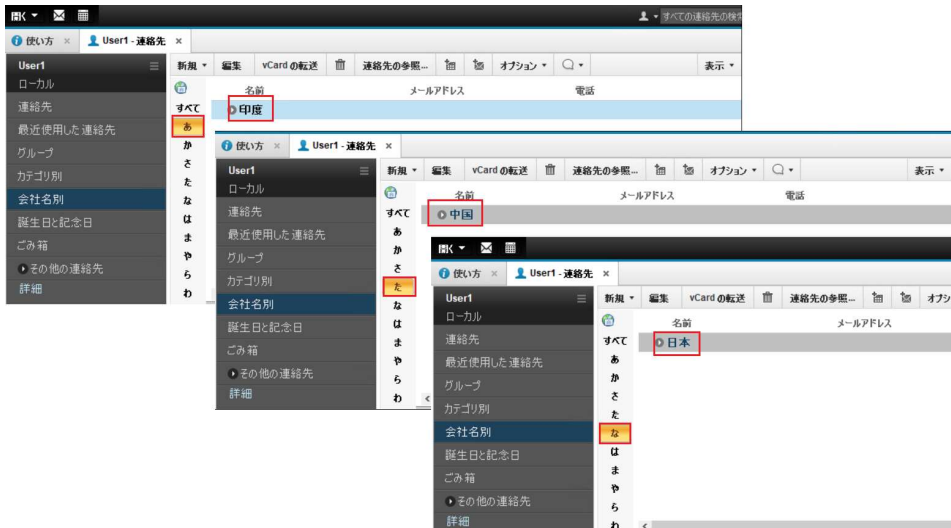 すべての連絡先の検索
使い方 × User1 - 連絡先 ×
User1
ローカル
連絡先
最近使用した連絡先
グループ
カテゴリ別
会社名別
誕生日と記念日
ごみ箱
その他の連絡先
詳細
新規 編集 vCard の転送 連絡先の参照... オプション 表示
名前 メールアドレス 電話
すべて
あ
か
さ
た
な
は
ま
や
ら
わ
印度
使い方 × User1 - 連絡先 ×
User1
ローカル
連絡先
最近使用した連絡先
グループ
カテゴリ別
会社名別
誕生日と記念日
ごみ箱
その他の連絡先
詳細
新規 編集 vCard の転送 連絡先の参照... オプション 表示
名前 メールアドレス 電話
すべて
あ
か
さ
た
な
は
ま
や
ら
わ
中国
使い方 × User1 - 連絡先 ×
User1
ローカル
連絡先
最近使用した連絡先
グループ
カテゴリ別
会社名別
誕生日と記念日
ごみ箱
その他の連絡先
詳細
新規 編集 vCard の転送 連絡先の参照... オプシ
名前 メールアドレス
すべて
あ
か
さ
た
な
は
ま
や
ら
わ
日本